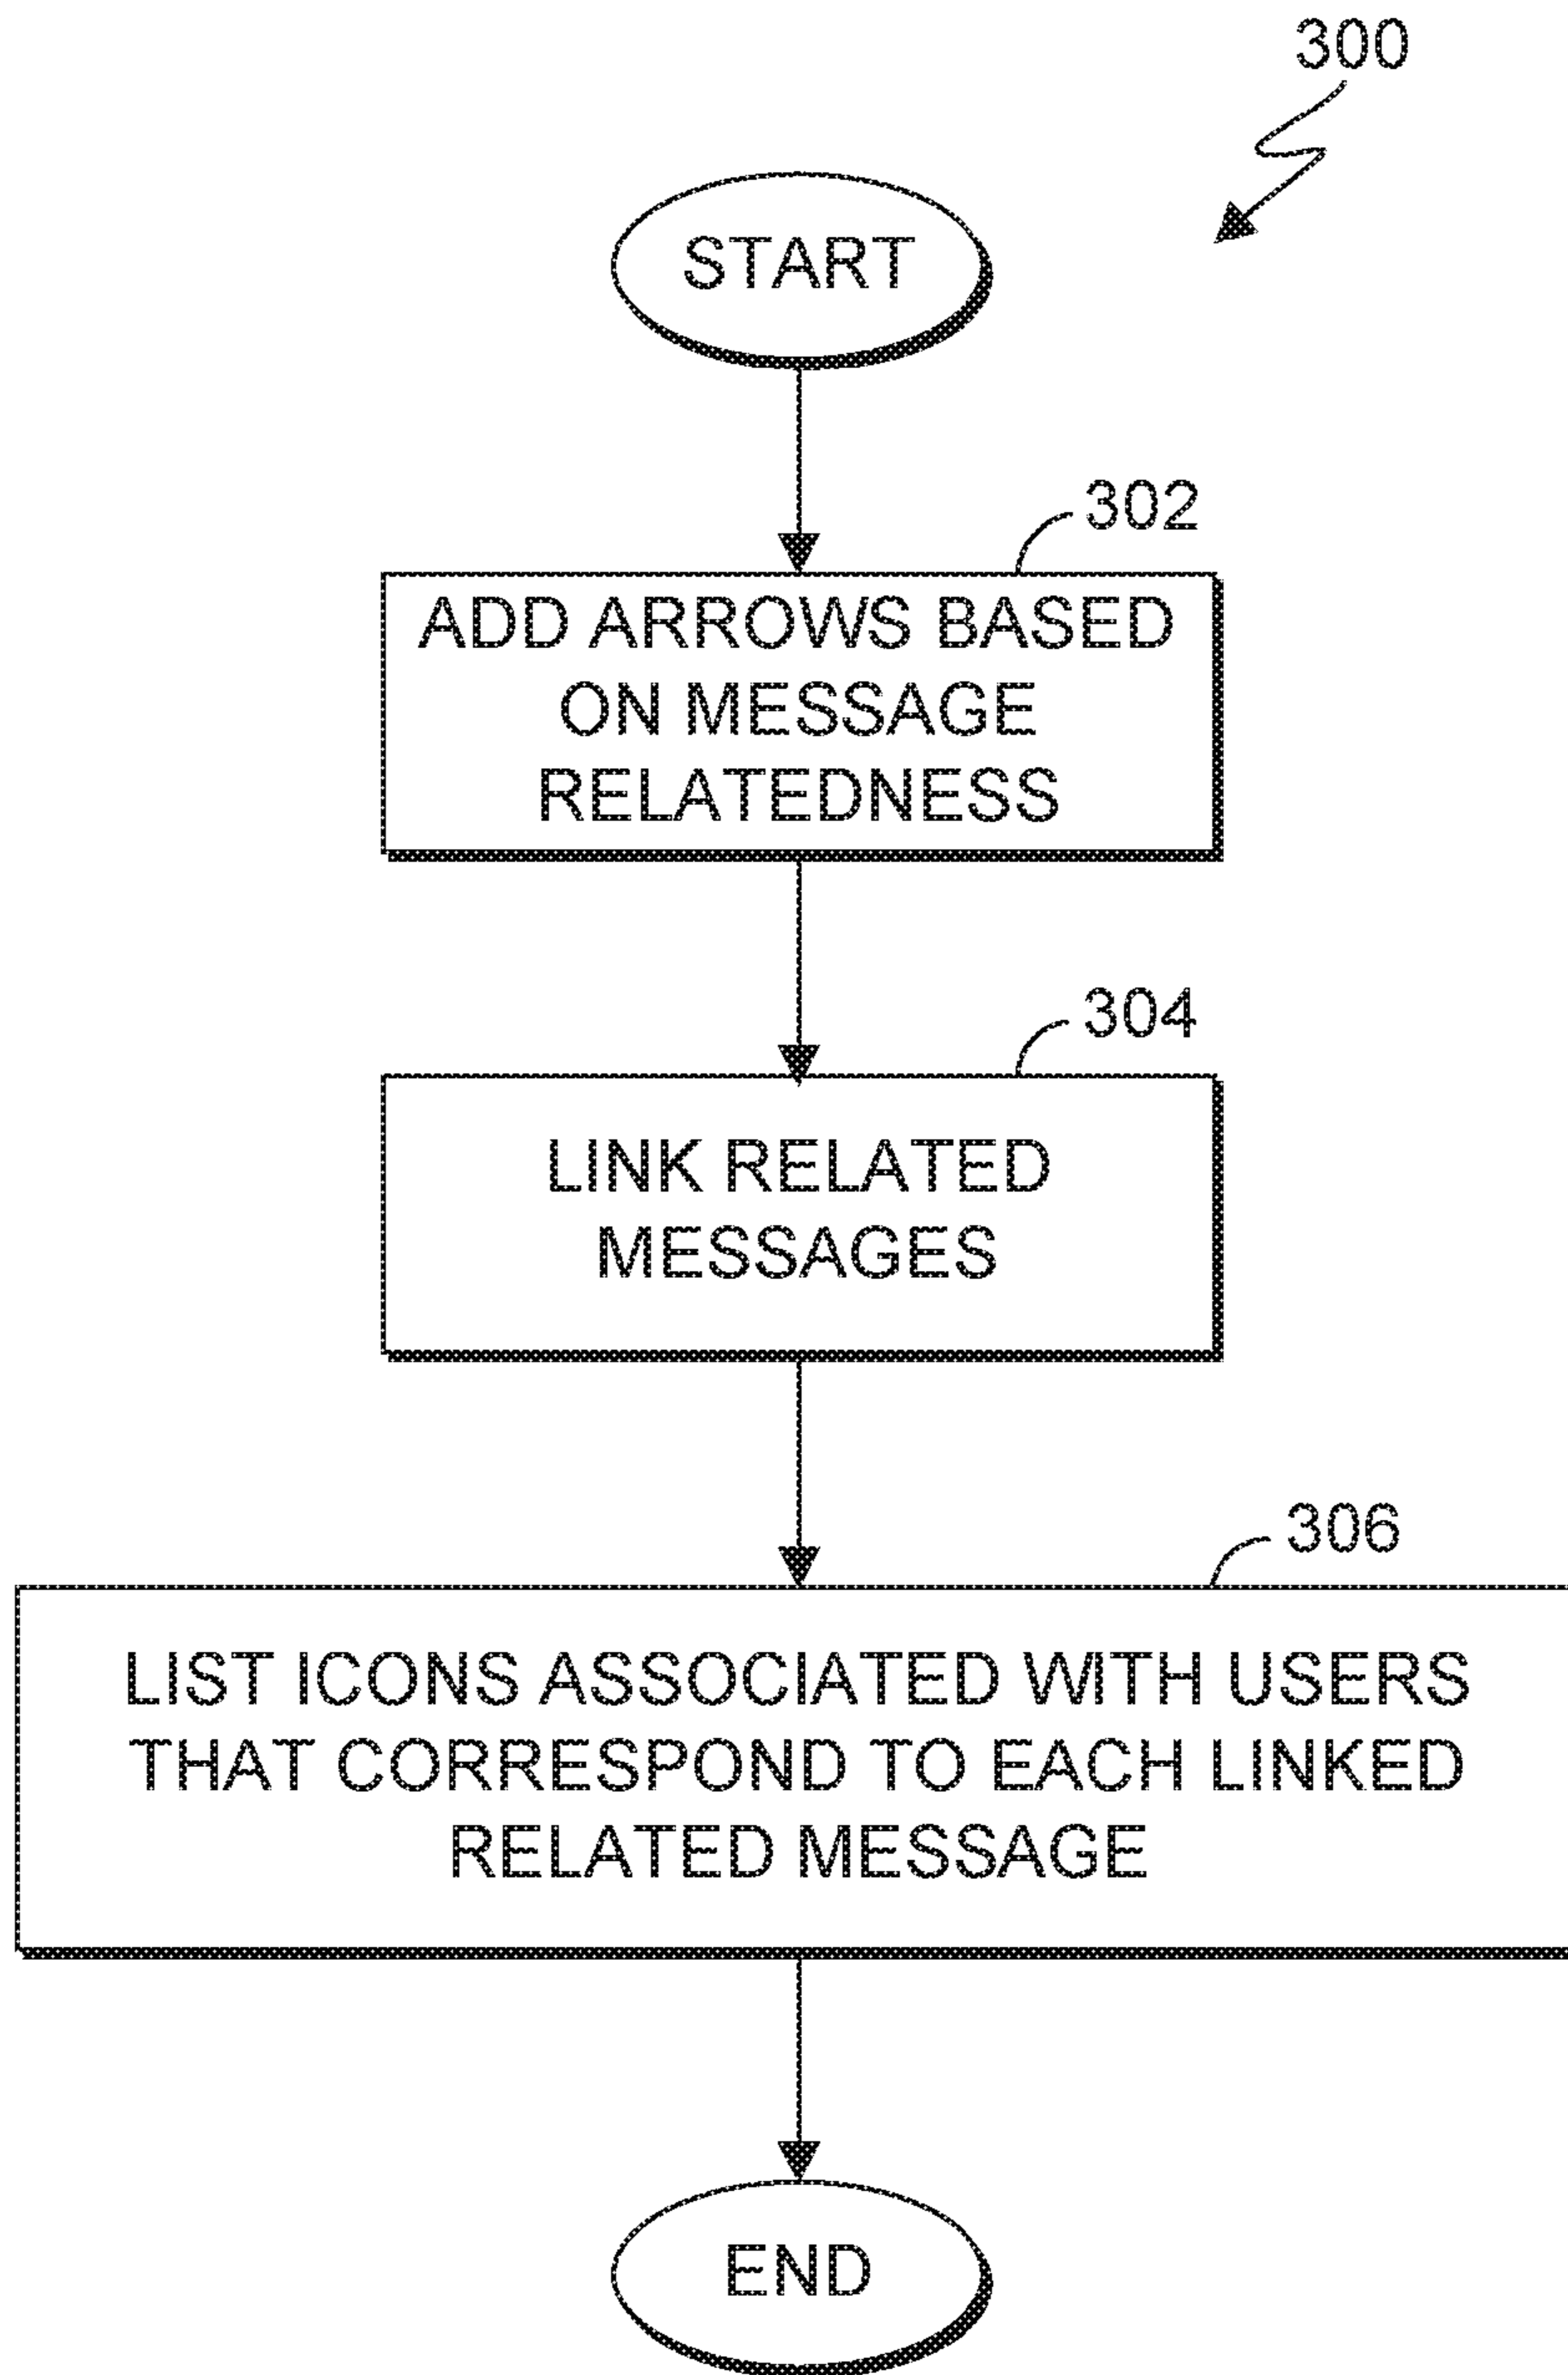 300
START
302
ADD ARROWS BASED
ON MESSAGE
RELATEDNESS
304
LINK RELATED
MESSAGES
306
LIST ICONS ASSOCIATED WITH USERS
THAT CORRESPOND TO EACH LINKED
RELATED MESSAGE
END